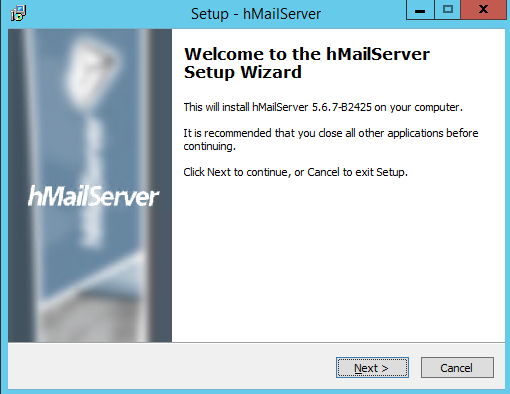 Setup - hMailServer
Welcome to the hMailServer
Setup Wizard
This will install hMailServer 5.6.7-B2425 on your computer.
It is recommended that you close all other applications before
continuing.
Click Next to continue, or Cancel to exit Setup.
hMailServer
Next >
Cancel